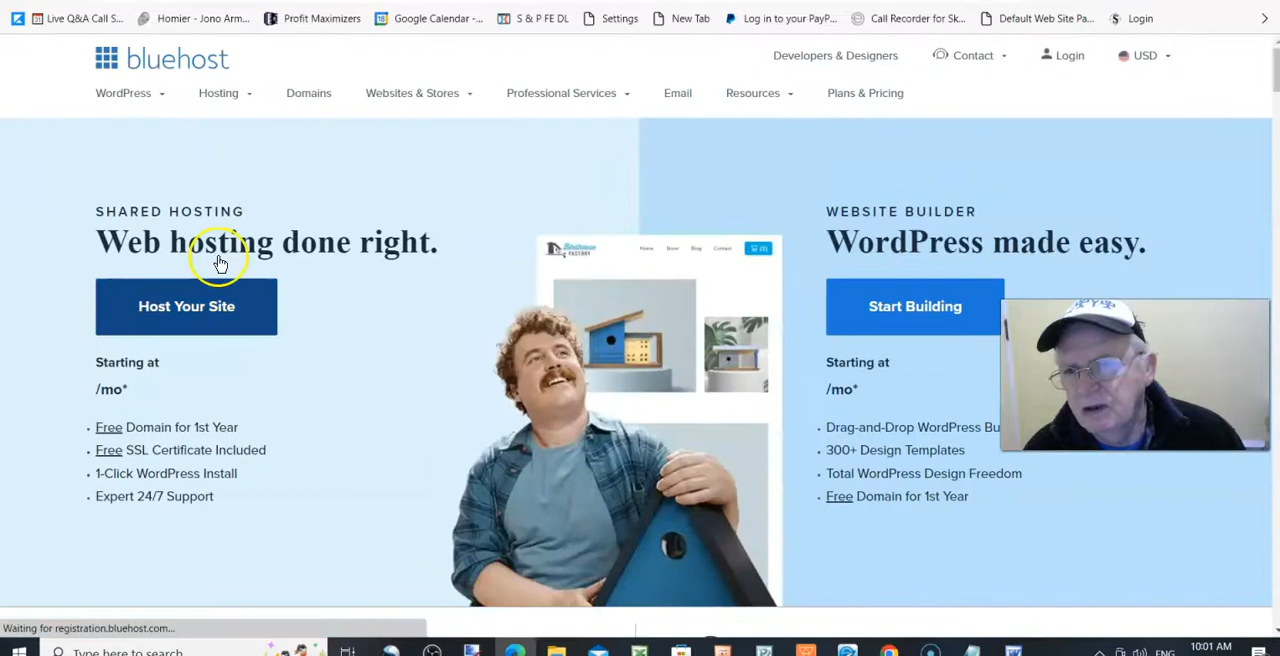 Live Q&A Call S... Homier - Jono Arm... Profit Maximizers Google Calendar -... S & P FE DL Settings New Tab Log in to your PayP... Call Recorder for Sk... Default Web Site Pa... Login
bluehost
Developers & Designers Contact Login USD
WordPress Hosting Domains Websites & Stores Professional Services Email Resources Plans & Pricing
SHARED HOSTING
Web hosting done right.
Host Your Site
Starting at
/mo*
Free Domain for 1st Year
Free SSL Certificate Included
1-Click WordPress Install
Expert 24/7 Support
Home Store Blog Contact
FACTORY
WEBSITE BUILDER
WordPress made easy.
Start Building
Starting at
/mo*
Drag-and-Drop WordPress Bu
300+ Design Templates
Total WordPress Design Freedom
Free Domain for 1st Year
Waiting for registration.bluehost.com...
Type here to search
ENG
10:01 AM